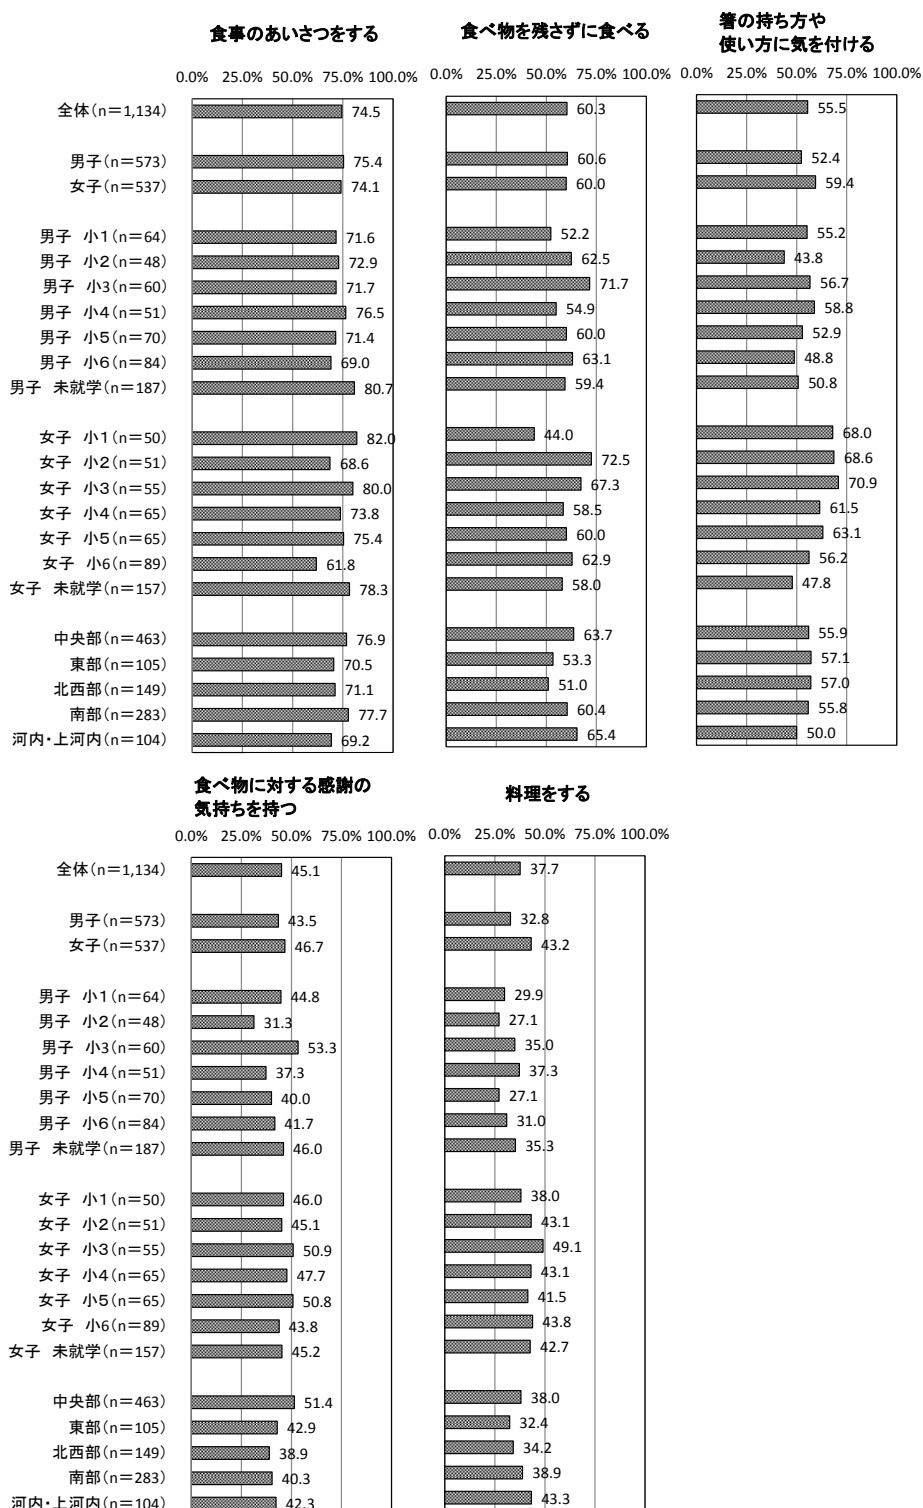 食事のあいさつをする
食べ物を残さずに食べる
箸の持ち方や
使い方に気を付ける
0.0% 25.0% 50.0% 75.0% 100.0% 0.0% 25.0% 50.0% 75.0% 100.0% 0.0% 25.0% 50.0% 75.0% 100.0%
全体(n=1,134) 74.5 60.3 55.5
男子(n=573) 75.4 60.6 52.4
女子(n=537) 74.1 60.0 59.4
男子 小1(n=64) 71.6 52.2 55.2
男子 小2(n=48) 72.9 62.5 43.8
男子 小3(n=60) 71.7 71.7 56.7
男子 小4(n=51) 76.5 54.9 58.8
男子 小5(n=70) 71.4 60.0 52.9
男子 小6(n=84) 69.0 63.1 48.8
男子 未就学(n=187) 80.7 59.4 50.8
女子 小1(n=50) 82.0 44.0 68.0
女子 小2(n=51) 68.6 72.5 68.6
女子 小3(n=55) 80.0 67.3 70.9
女子 小4(n=65) 73.8 58.5 61.5
女子 小5(n=65) 75.4 60.0 63.1
女子 小6(n=89) 61.8 62.9 56.2
女子 未就学(n=157) 78.3 58.0 47.8
中央部(n=463) 76.9 63.7 55.9
東部(n=105) 70.5 53.3 57.1
北西部(n=149) 71.1 51.0 57.0
南部(n=283) 77.7 60.4 55.8
河内・上河内(n=104) 69.2 65.4 50.0
食べ物に対する感謝の
気持ちを持つ
料理をする
0.0% 25.0% 50.0% 75.0% 100.0% 0.0% 25.0% 50.0% 75.0% 100.0%
全体(n=1,134) 45.1 37.7
男子(n=573) 43.5 32.8
女子(n=537) 46.7 43.2
男子 小1(n=64) 44.8 29.9
男子 小2(n=48) 31.3 27.1
男子 小3(n=60) 53.3 35.0
男子 小4(n=51) 37.3 37.3
男子 小5(n=70) 40.0 27.1
男子 小6(n=84) 41.7 31.0
男子 未就学(n=187) 46.0 35.3
女子 小1(n=50) 46.0 38.0
女子 小2(n=51) 45.1 43.1
女子 小3(n=55) 50.9 49.1
女子 小4(n=65) 47.7 43.1
女子 小5(n=65) 50.8 41.5
女子 小6(n=89) 43.8 43.8
女子 未就学(n=157) 45.2 42.7
中央部(n=463) 51.4 38.0
東部(n=105) 42.9 32.4
北西部(n=149) 38.9 34.2
南部(n=283) 40.3 38.9
河内・上河内(n=104) 42.3 43.3